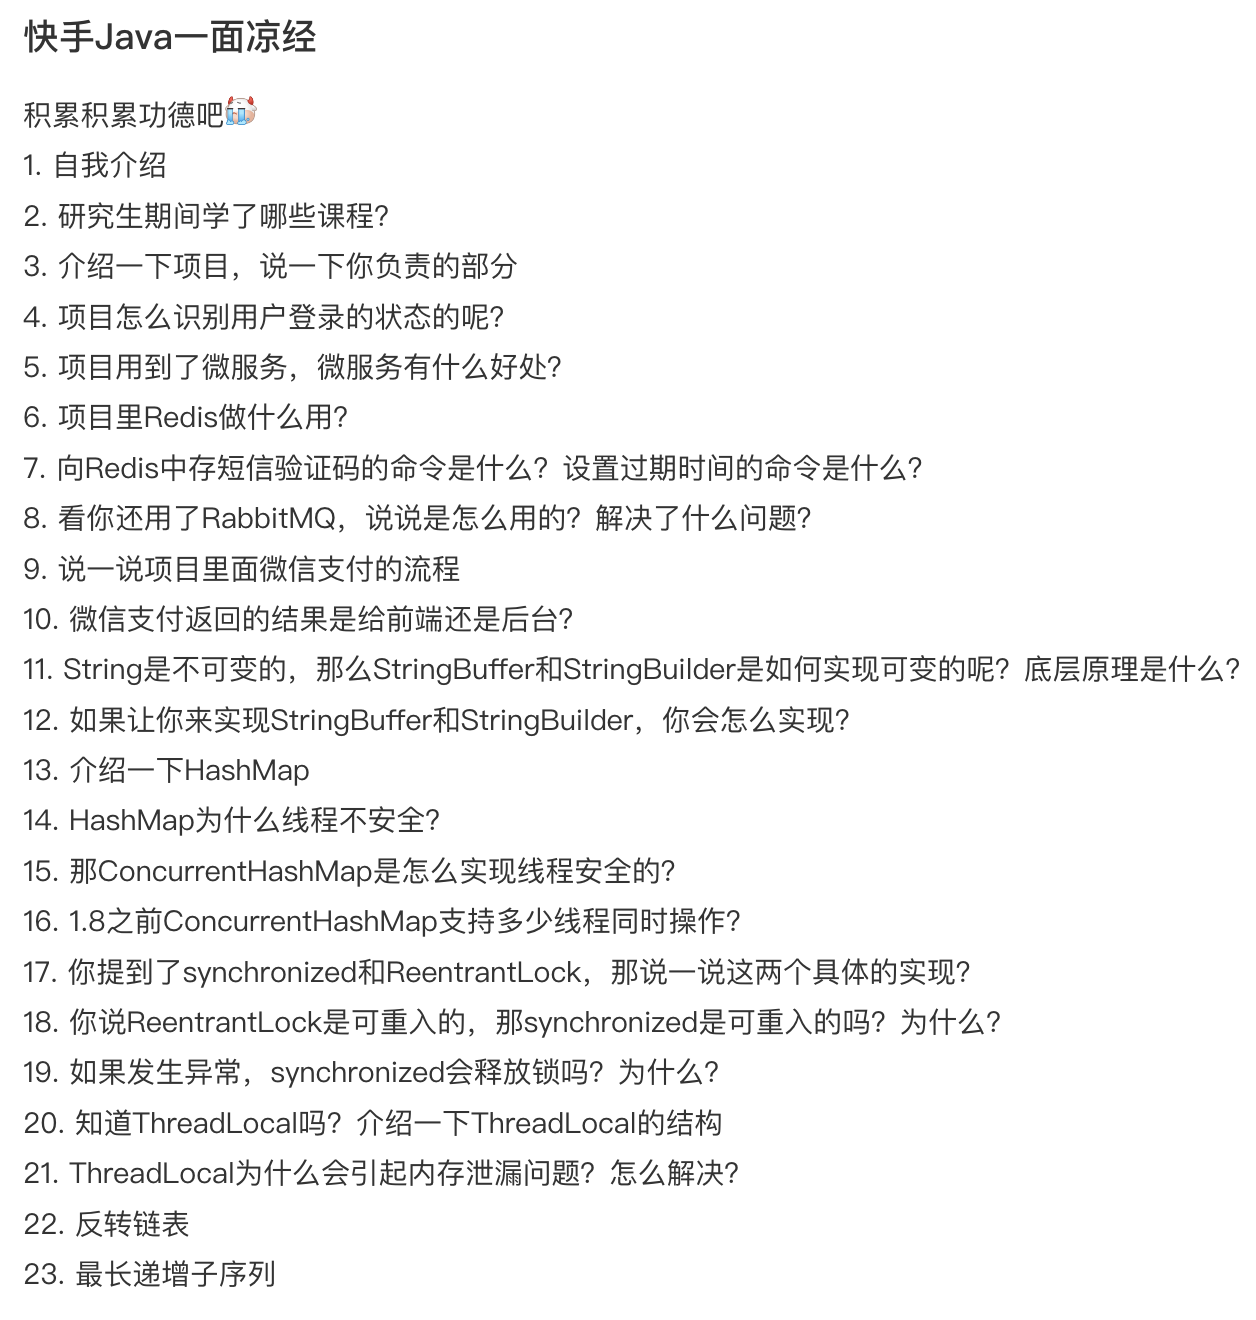 快手Java一面凉经
积累积累功德吧
1. 自我介绍
2. 研究生期间学了哪些课程？
3. 介绍一下项目，说一下你负责的部分
4. 项目怎么识别用户登录的状态的呢？
5. 项目用到了微服务，微服务有什么好处？
6. 项目里Redis做什么用？
7. 向Redis中存短信验证码的命令是什么？设置过期时间的命令是什么？
8. 看你还用了RabbitMQ，说说是怎么用的？解决了什么问题？
9. 说一说项目里面微信支付的流程
10. 微信支付返回的结果是给前端还是后台？
11. String是不可变的，那么StringBuffer和StringBuilder是如何实现可变的呢？底层原理是什么？
12. 如果让你来实现StringBuffer和StringBuilder，你会怎么实现？
13. 介绍一下HashMap
14. HashMap为什么线程不安全？
15. 那ConcurrentHashMap是怎么实现线程安全的？
16. 1.8之前ConcurrentHashMap支持多少线程同时操作？
17. 你提到了synchronized和ReentrantLock，那说一说这两个具体的实现？
18. 你说ReentrantLock是可重入的，那synchronized是可重入的吗？为什么？
19. 如果发生异常，synchronized会释放锁吗？为什么？
20. 知道ThreadLocal吗？介绍一下ThreadLocal的结构
21. ThreadLocal为什么会引起内存泄漏问题？怎么解决？
22. 反转链表
23. 最长递增子序列